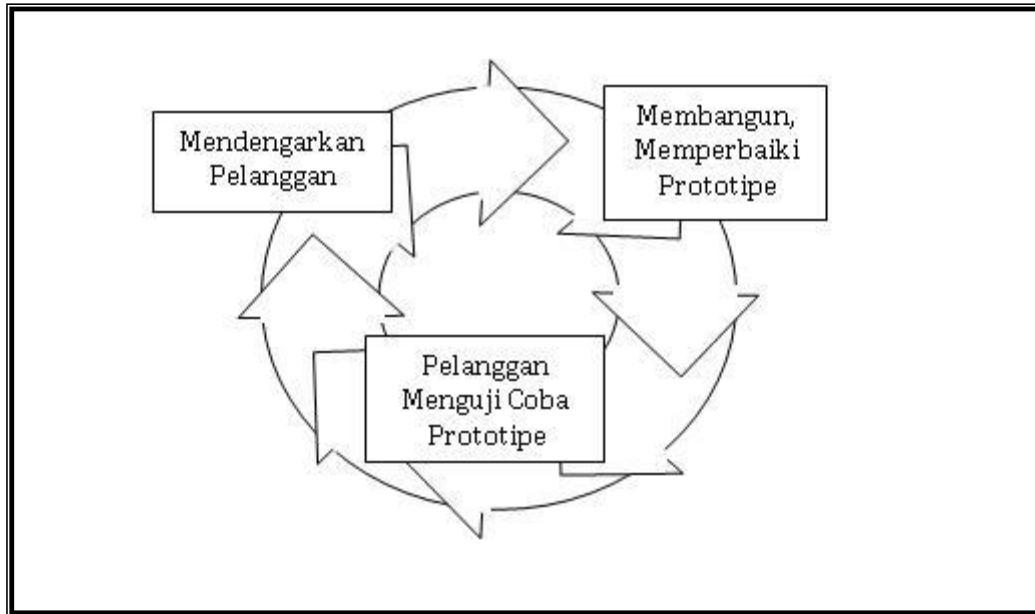 Mendengarkan
Pelanggan
Membangun,
Memperbaiki
Prototipe
Pelanggan
Menguji Coba
Prototipe